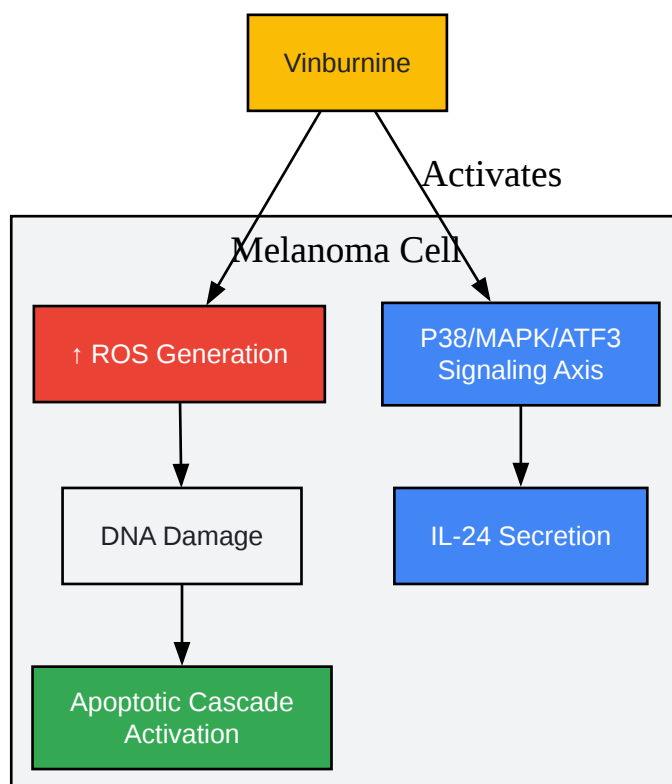 Vinburnine
Activates
Melanoma Cell
↑ ROS Generation
P38/MAPK/ATF3
Signaling Axis
DNA Damage
IL-24 Secretion
Apoptotic Cascade
Activation